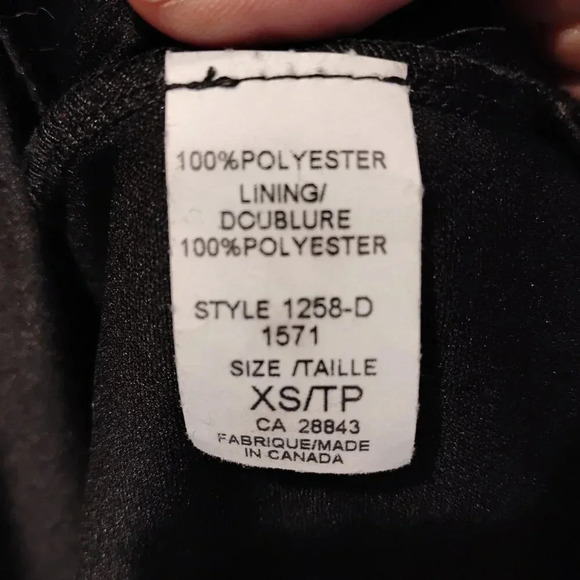 100%POLYESTER
LINING/
DOUBLURE
100%POLYESTER
STYLE 1258-D
1571
SIZE /TAILLE
XS/TP
CA 28843
FABRIQUE/MADE
IN CANADA